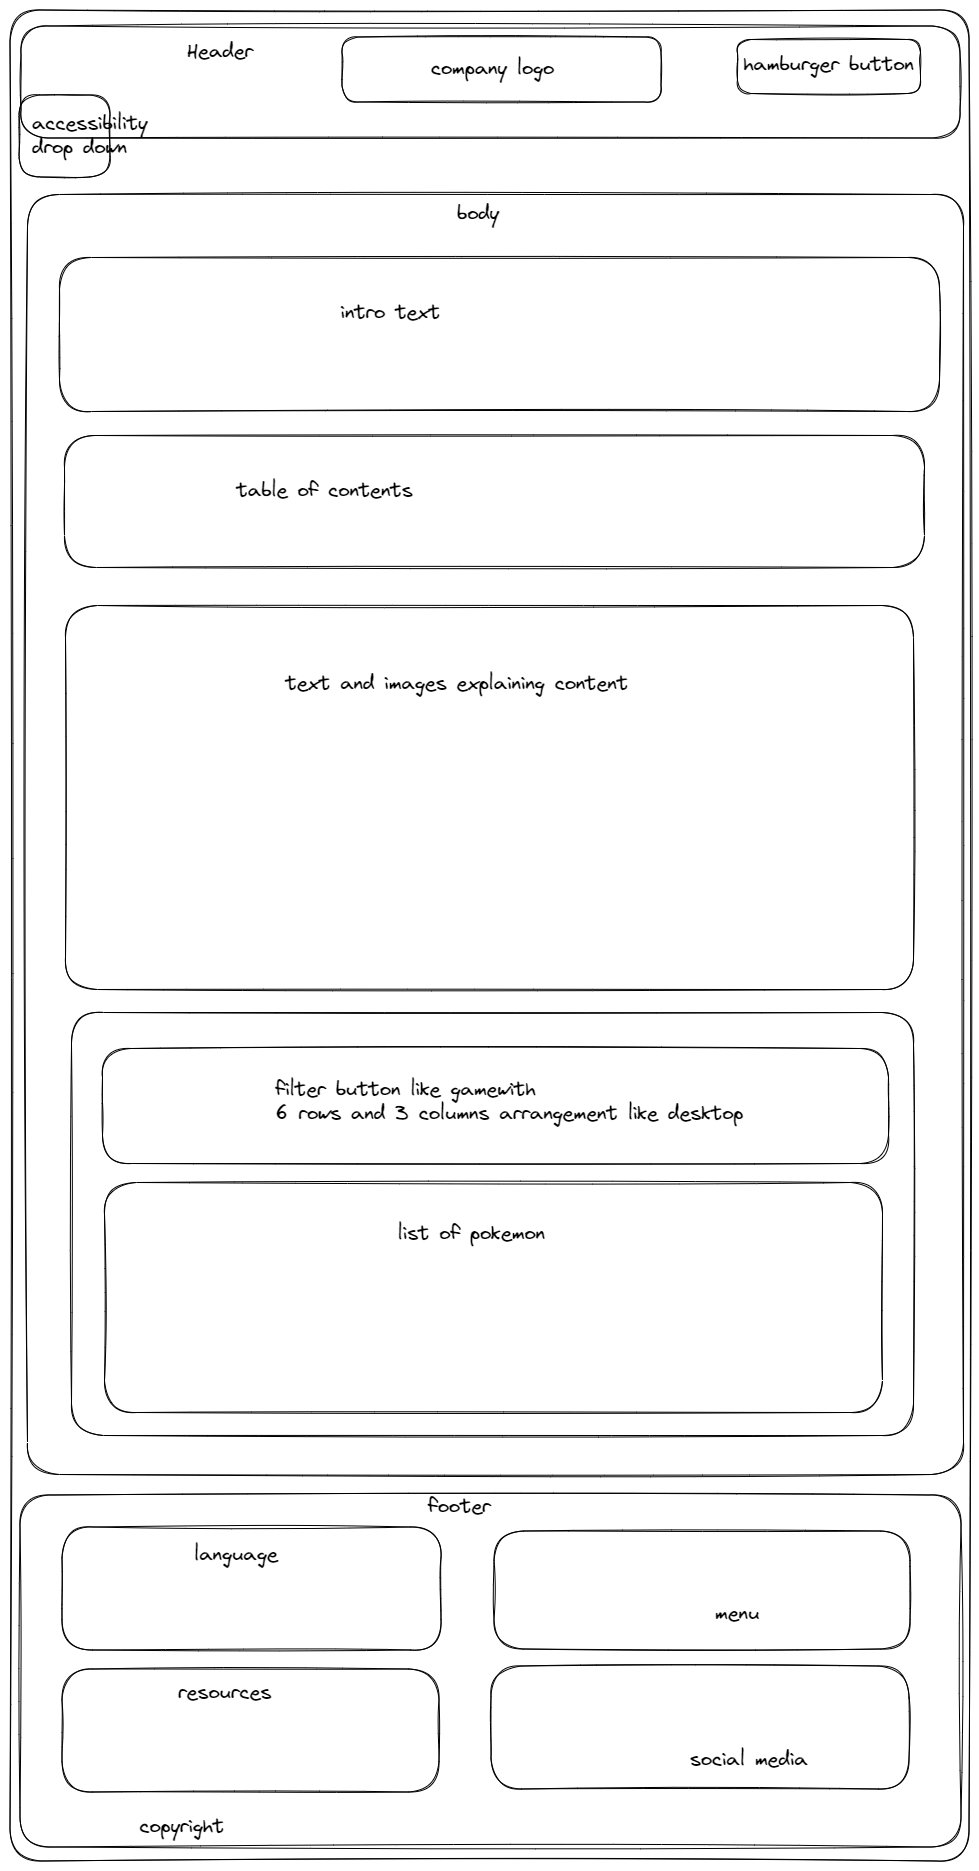 Header
company logo
hamburger button
accessibility
drop down
body
intro text
table of contents
text and images explaining content
filter button like gamewith
6 rows and 3 columns arrangement like desktop
list of pokemon
footer
language
menu
resources
social media
copyright